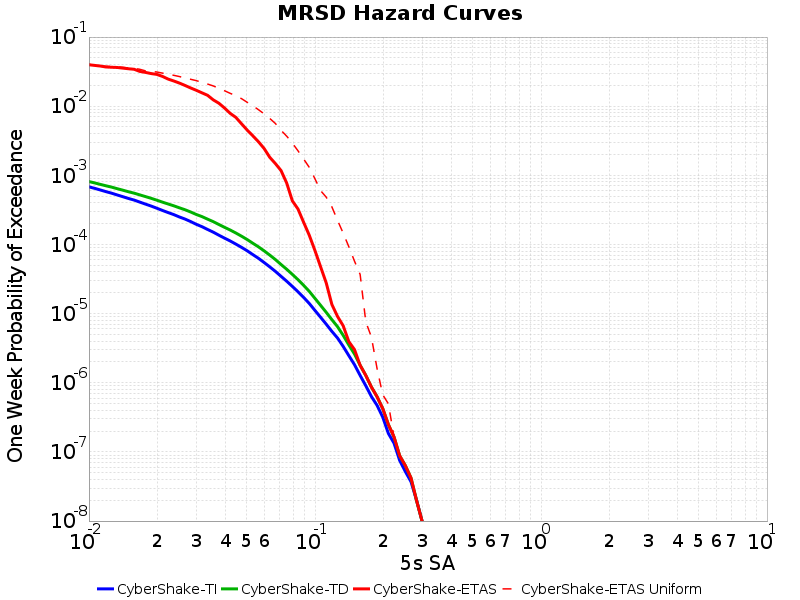 MRSD Hazard Curves
One Week Probability of Exceedance
10^-1
10^-2
10^-3
10^-4
10^-5
10^-6
10^-7
10^-8
10^-2 2 3 4 5 6 10^-1 2 3 4 5 6 7 10^0 2 3 4 5 6 7 10^1
5s SA
CyberShake-TI CyberShake-TD CyberShake-ETAS CyberShake-ETAS Uniform